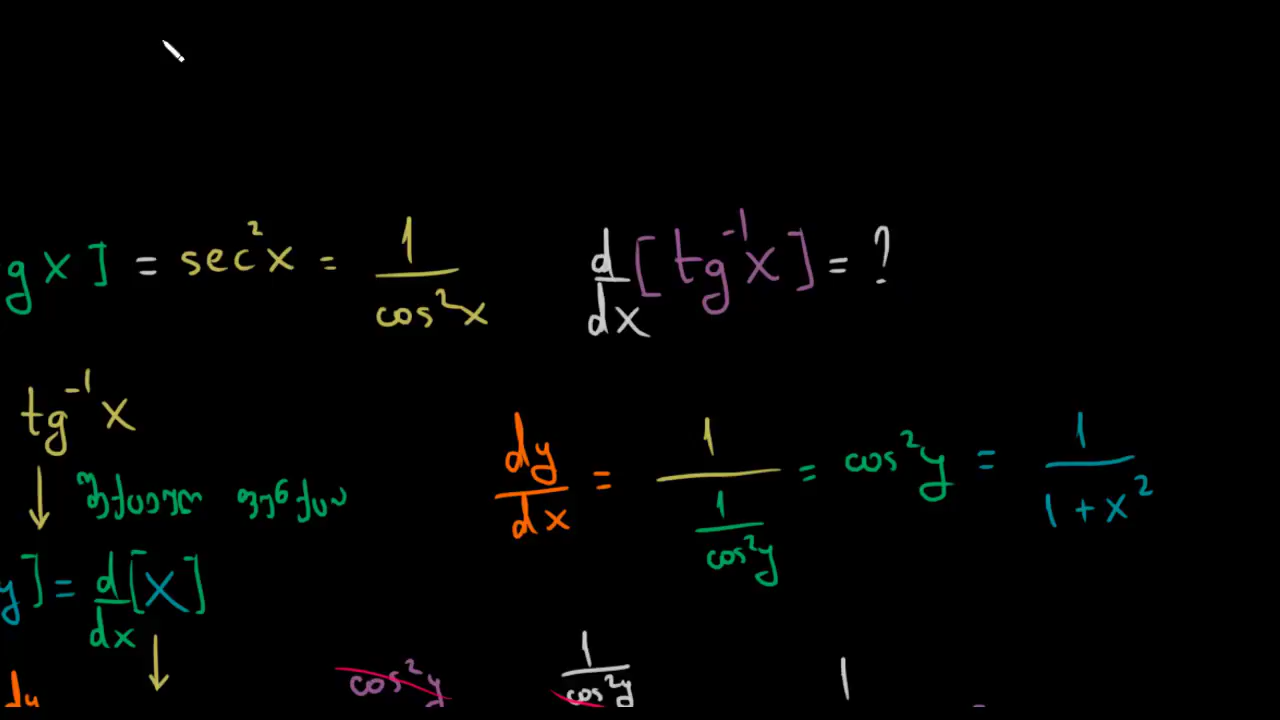 g x] = sec²x = 1/cos²x
d/dx [tg⁻¹x] = ?
tg⁻¹x
dy/dx = 1/(1/cos²y) = cos²y = 1/(1+x²)
y] = d/dx [x]
cos²y 1/cos²y 1